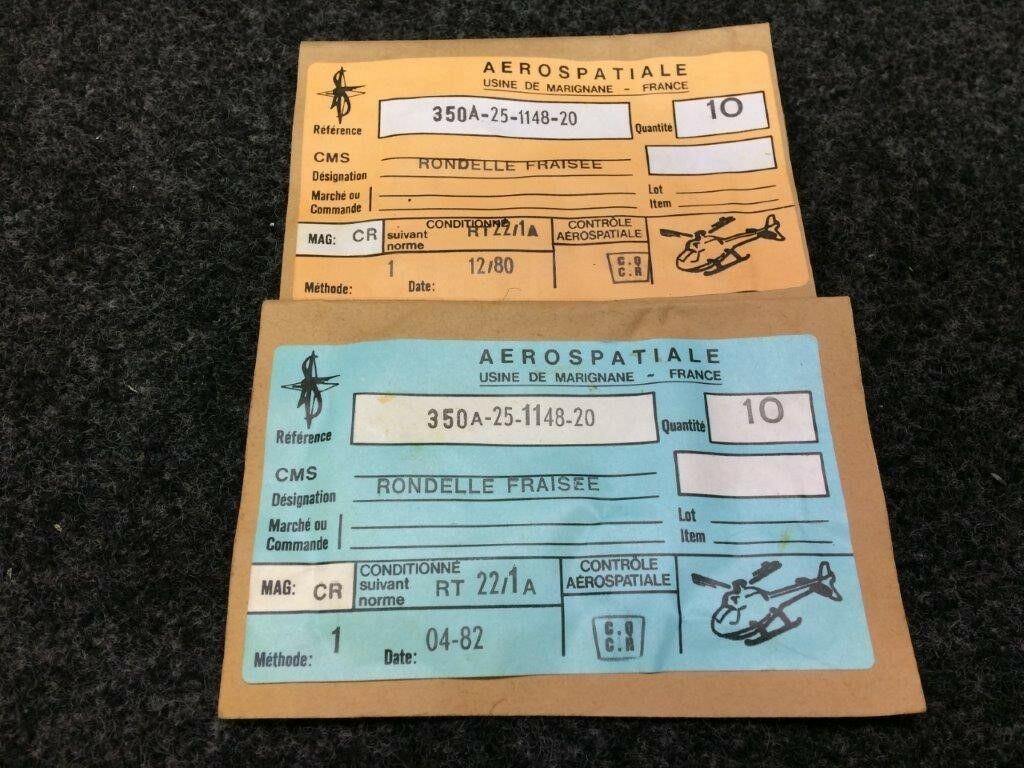 AEROSPATIALE
USINE DE MARIGNANE - FRANCE
Référence 350A-25-1148-20 Quantité 10
CMS
Désignation RONDELLE FRAISEE
Marché ou Commande
Lot
Item
MAG: CR CONDITIONNÉ suivant norme RT 22/1A CONTRÔLE AÉROSPATIALE
C.Q
C.R
Méthode: 1 Date: 12/80
AEROSPATIALE
USINE DE MARIGNANE - FRANCE
Référence 350A-25-1148-20 Quantité 10
CMS
Désignation RONDELLE FRAISEE
Marché ou Commande
Lot
Item
MAG: CR CONDITIONNÉ suivant norme RT 22/1A CONTRÔLE AÉROSPATIALE
C.Q
C.R
Méthode: 1 Date: 04-82